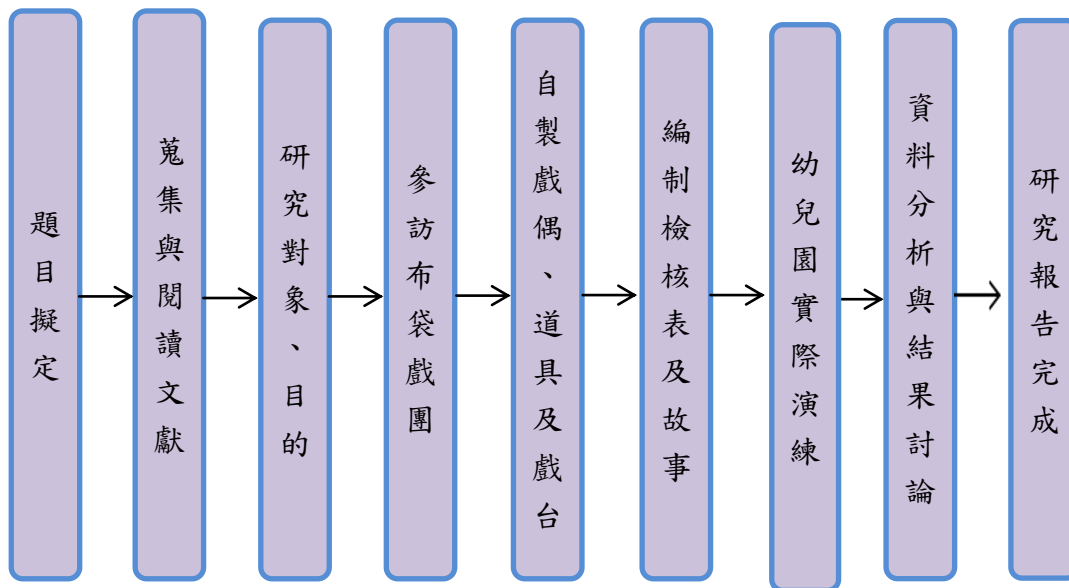 題目擬定
蒐集與閱讀文獻
研究對象、目的
參訪布袋戲團
自製戲偶、道具及戲台
編制檢核表及故事
幼兒園實際演練
資料分析與結果討論
研究報告完成